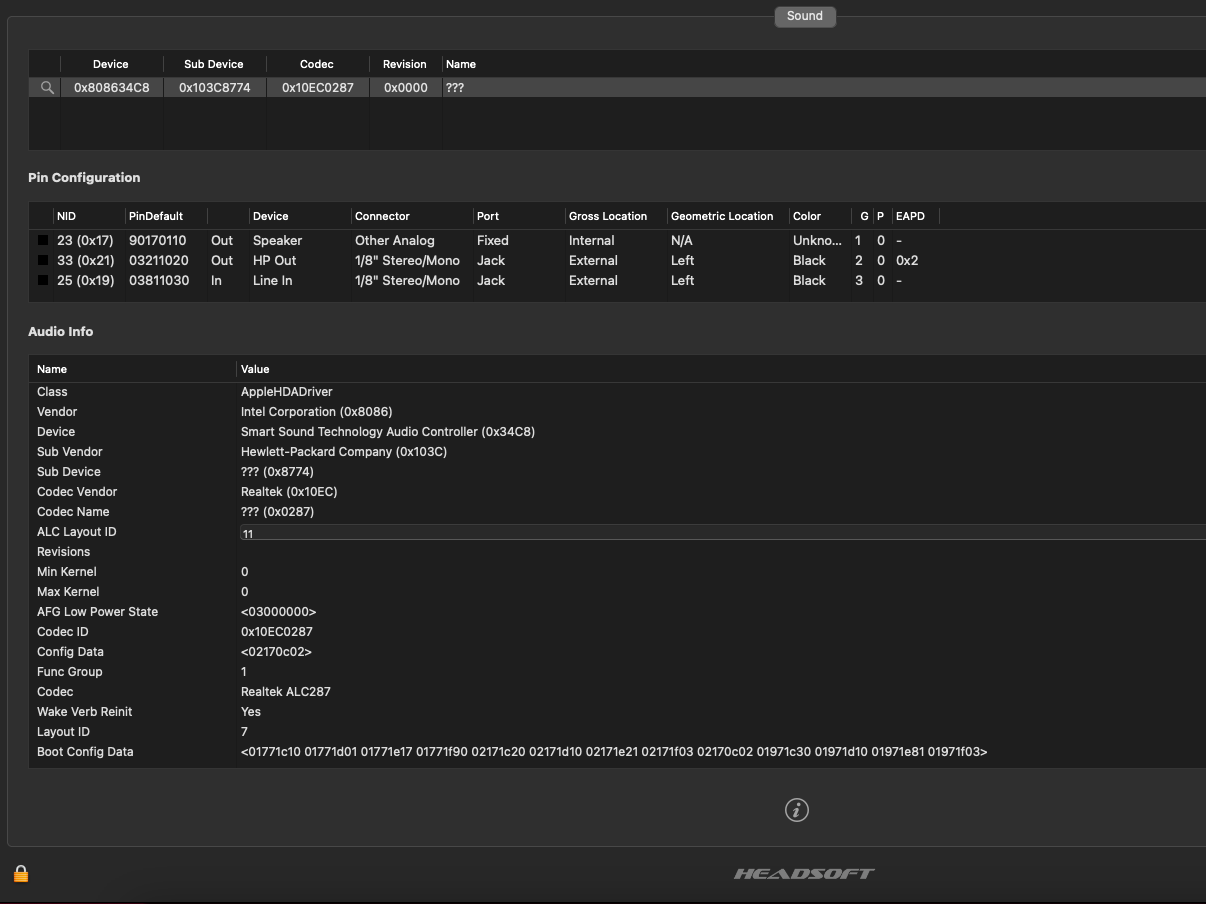 Sound
Device Sub Device Codec Revision Name
0x808634C8 0x103C8774 0x10EC0287 0x0000 ???
Pin Configuration
NID PinDefault Device Connector Port Gross Location Geometric Location Color G P EAPD
23 (0x17) 90170110 Out Speaker Other Analog Fixed Internal N/A Unkno... 1 0 -
33 (0x21) 03211020 Out HP Out 1/8" Stereo/Mono Jack External Left Black 2 0 0x2
25 (0x19) 03811030 In Line In 1/8" Stereo/Mono Jack External Left Black 3 0 -
Audio Info
Name Value
Class AppleHDADriver
Vendor Intel Corporation (0x8086)
Device Smart Sound Technology Audio Controller (0x34C8)
Sub Vendor Hewlett-Packard Company (0x103C)
Sub Device ??? (0x8774)
Codec Vendor Realtek (0x10EC)
Codec Name ??? (0x0287)
ALC Layout ID 11
Revisions
Min Kernel 0
Max Kernel 0
AFG Low Power State <03000000>
Codec ID 0x10EC0287
Config Data <02170c02>
Func Group 1
Codec Realtek ALC287
Wake Verb Reinit Yes
Layout ID 7
Boot Config Data <01771c10 01771d01 01771e17 01771f90 02171c20 02171d10 02171e21 02171f03 02170c02 01971c30 01971d10 01971e81 01971f03>
i
HEADSOFT